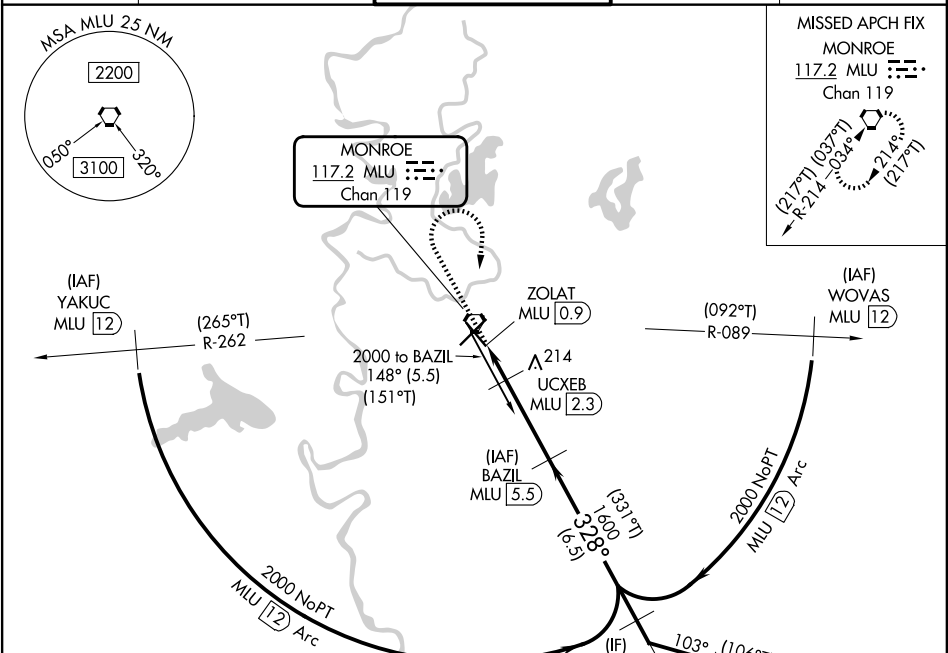 MSA MLU 25 NM
2200
050°
320°
3100
MISSED APCH FIX
MONROE
117.2 MLU
Chan 119
(037°T)
034°
(217°T)
R-214
214°
(217°T)
MONROE
117.2 MLU
Chan 119
(IAF)
YAKUC
MLU 12
(265°T)
R-262
ZOLAT
MLU 0.9
(092°T)
R-089
(IAF)
WOVAS
MLU 12
2000 to BAZIL
148° (5.5)
(151°T)
214
UCXEB
MLU 2.3
(IAF)
BAZIL
MLU 5.5
(331°T)
1600
328°
(6.5)
2000 NoPT
MLU 12 Arc
2000 NoPT
MLU 12 Arc
(IF)
103° (106°T)